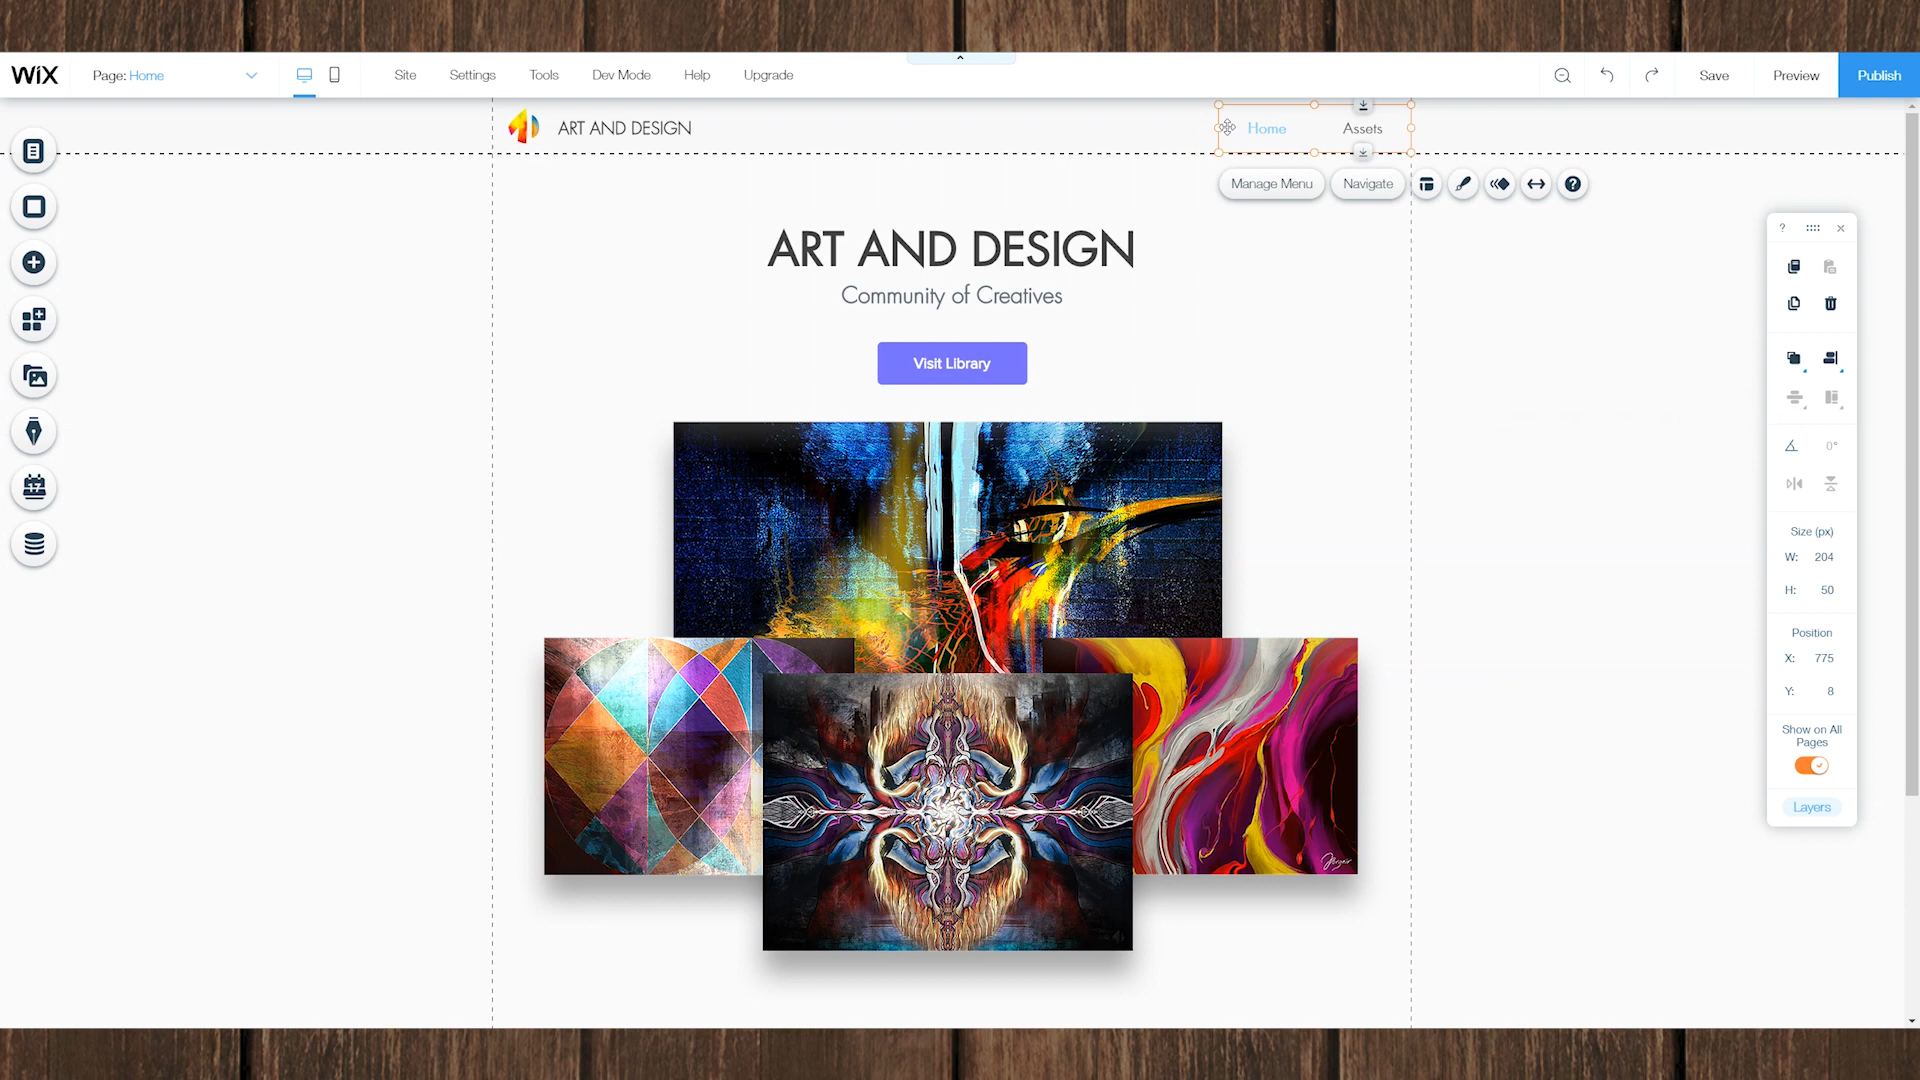 WiX
Page: Home
Site
Settings
Tools
Dev Mode
Help
Upgrade
Save
Preview
Publish
ART AND DESIGN
Home
Assets
Manage Menu
Navigate
?
ART AND DESIGN
Community of Creatives
Visit Library
17
?
0°
Size (px)
W: 204
H: 50
Position
X: 775
Y: 8
Show on All
Pages
Layers